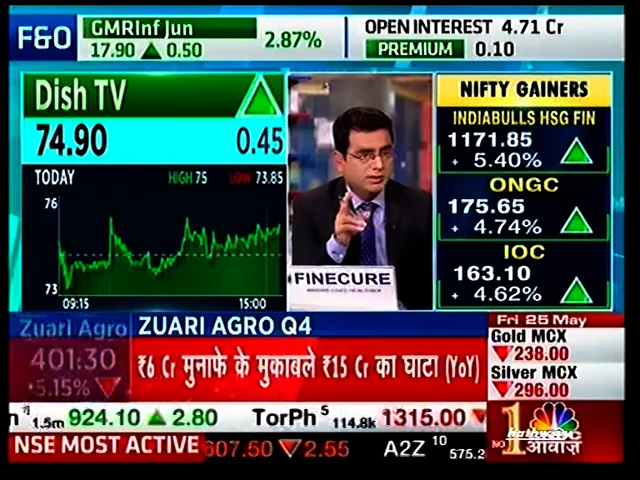 F&O
GMRInf Jun
17.90 0.50
2.87%
OPEN INTEREST 4.71 Cr
PREMIUM 0.10
Dish TV
74.90 0.45
TODAY HIGH 75 LOW 73.85
76
73
09:15 15:00
FINECURE
NIFTY GAINERS
INDIABULLS HSG FIN
1171.85
+ 5.40%
ONGC
175.65
+ 4.74%
IOC
163.10
+ 4.62%
Zuari Agro
401.30
-5.15%
ZUARI AGRO Q4
₹6 Cr मुनाफे के मुकाबले ₹15 Cr का घाटा (YoY)
Fri 25 May
Gold MCX
238.00
Silver MCX
296.00
1.5m 924.10 2.80 TorPh 5 114.8k 1315.00
NSE MOST ACTIVE 607.50 2.55 A2Z 10 575.2
No 1
hathway
आवाज़